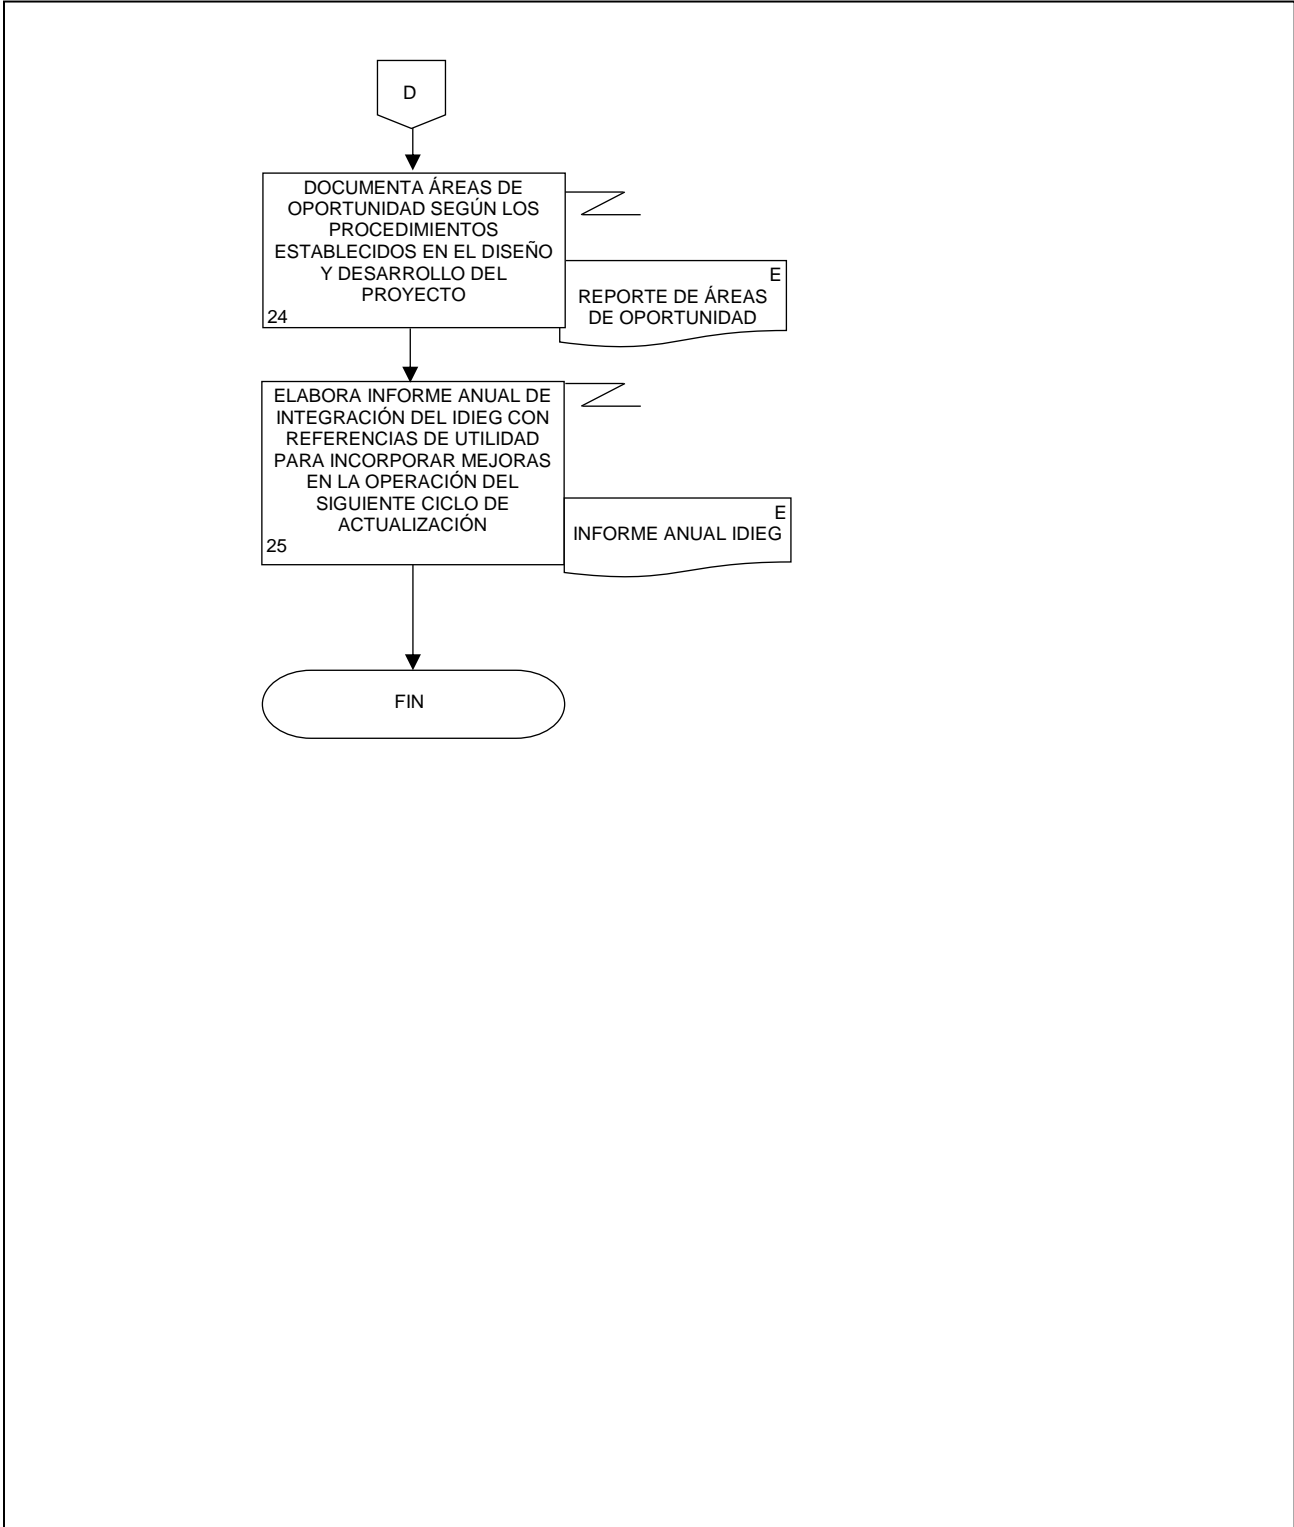 D
DOCUMENTA ÁREAS DE
OPORTUNIDAD SEGÚN LOS
PROCEDIMIENTOS
ESTABLECIDOS EN EL DISEÑO
Y DESARROLLO DEL
PROYECTO
24
E
REPORTE DE ÁREAS
DE OPORTUNIDAD
ELABORA INFORME ANUAL DE
INTEGRACIÓN DEL IDIEG CON
REFERENCIAS DE UTILIDAD
PARA INCORPORAR MEJORAS
EN LA OPERACIÓN DEL
SIGUIENTE CICLO DE
ACTUALIZACIÓN
25
E
INFORME ANUAL IDIEG
FIN